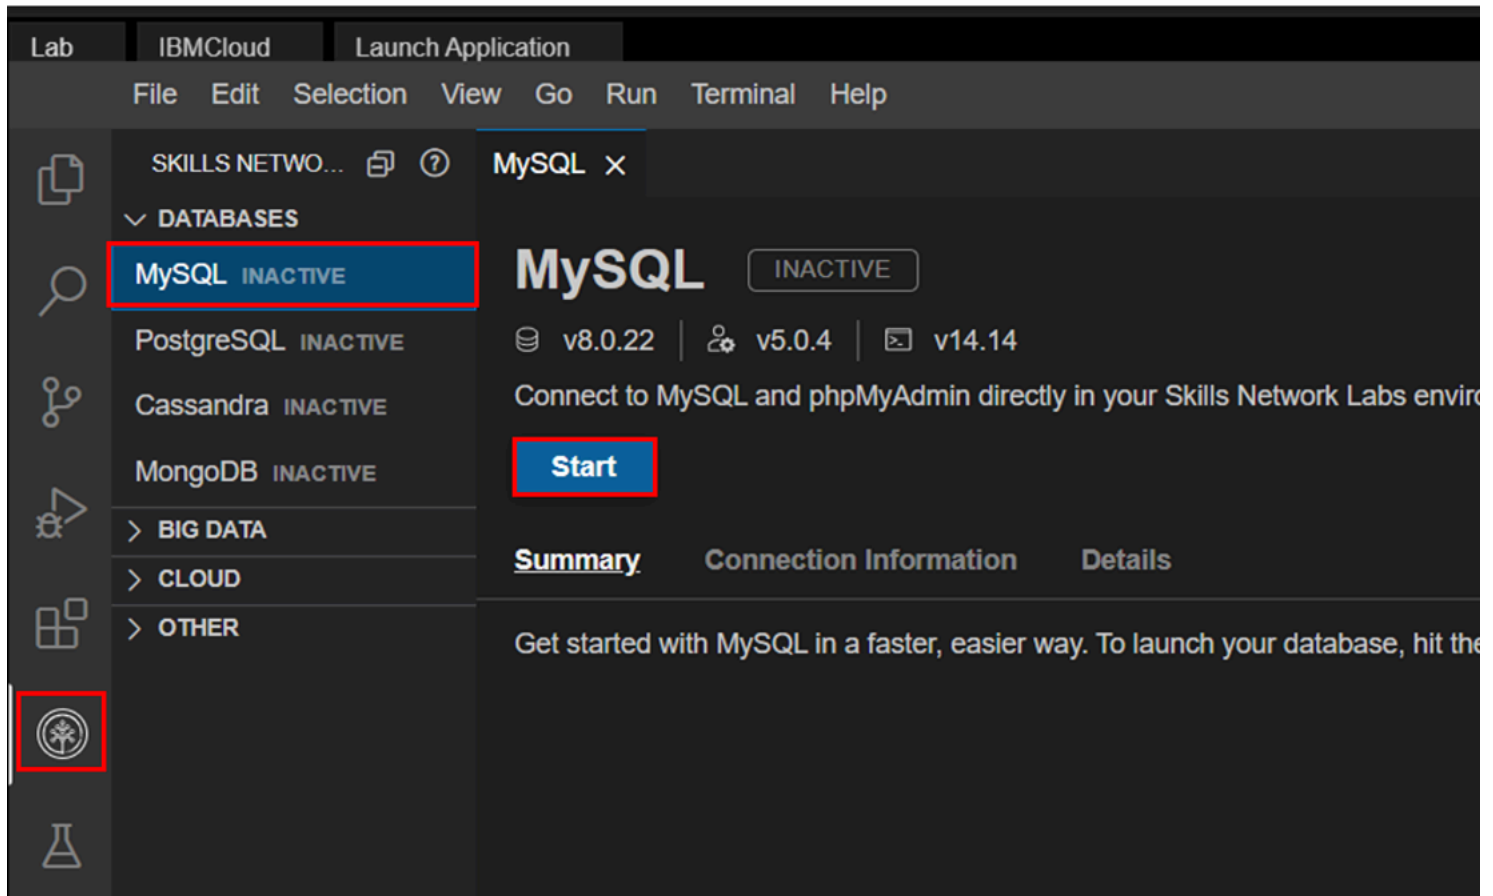 Lab IBMCloud Launch Application
File Edit Selection View Go Run Terminal Help
SKILLS NETWO...
MySQL
DATABASES
MySQL INACTIVE
PostgreSQL INACTIVE
Cassandra INACTIVE
MongoDB INACTIVE
BIG DATA
CLOUD
OTHER
MySQL INACTIVE
v8.0.22 v5.0.4 v14.14
Connect to MySQL and phpMyAdmin directly in your Skills Network Labs
Start
Summary Connection Information Details
Get started with MySQL in a faster, easier way. To launch your database, hit the